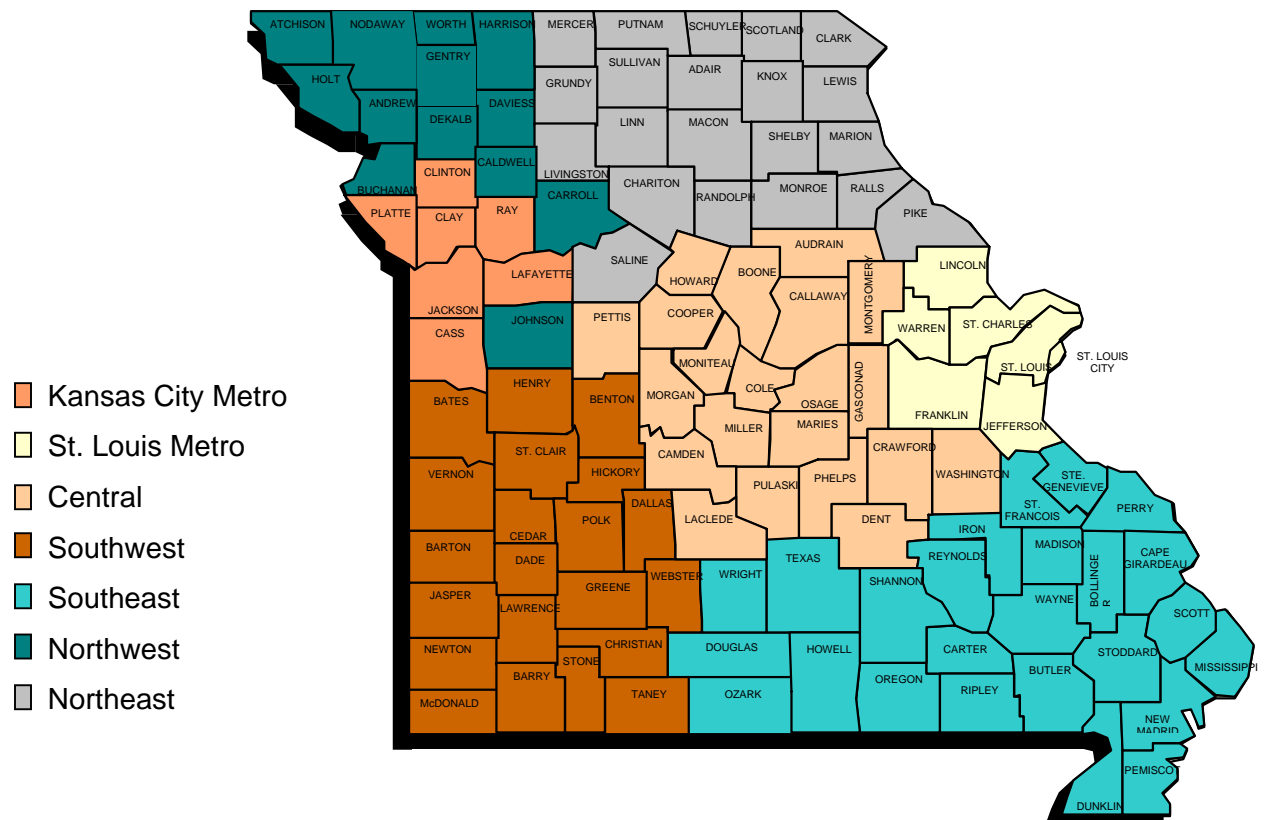 ATCHISON
NODAWAY
WORTH
HARRISON
MERCER
PUTNAM
SCHUYLER
SCOTLAND
CLARK
GENTRY
SULLIVAN
ADAIR
KNOX
LEWIS
HOLT
GRUNDY
ANDREW
DEKALB
DAVIESS
LINN
MACON
SHELBY
MARION
CLINTON
CALDWELL
LIVINGSTON
BUCHANAN
CARROLL
CHARITON
RANDOLPH
MONROE
RALLS
PLATTE
CLAY
RAY
PIKE
AUDRAIN
SALINE
LAFAYETTE
HOWARD
BOONE
CALLAWAY
MONTGOMERY
LINCOLN
JACKSON
JOHNSON
PETTIS
COOPER
WARREN
ST. CHARLES
CASS
MONITEAU
ST. LOUIS
ST. LOUIS
CITY
Kansas City Metro
HENRY
BENTON
MORGAN
COLE
OSAGE
GASCONAD
FRANKLIN
BATES
JEFFERSON
MILLER
MARIES
St. Louis Metro
ST. CLAIR
CAMDEN
CRAWFORD
VERNON
HICKORY
PULASKI
PHELPS
WASHINGTON
STE.
GENEVIEVE
Central
DALLAS
LACLEDE
DENT
ST.
FRANCOIS
PERRY
POLK
CEDAR
IRON
Southwest
BARTON
DADE
TEXAS
REYNOLDS
MADISON
CAPE
GIRARDEAU
WEBSTER
WRIGHT
SHANNON
BOLLINGE
R
GREENE
Southeast
JASPER
LAWRENCE
WAYNE
SCOTT
NEWTON
CHRISTIAN
DOUGLAS
HOWELL
CARTER
STODDARD
Northwest
STONE
MISSISSIPPI
BARRY
OREGON
BUTLER
McDONALD
TANEY
OZARK
RIPLEY
Northeast
NEW
MADRID
PEMISCOT
DUNKLIN